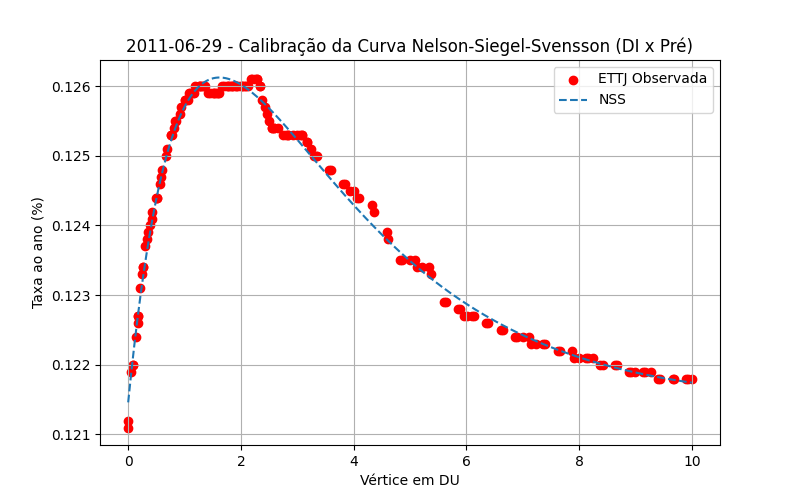 2011-06-29 - Calibração da Curva Nelson-Siegel-Svensson (DI x Pré)
ETTJ Observada
NSS
Taxa ao ano (%)
0.126
0.125
0.124
0.123
0.122
0.121
0 2 4 6 8 10
Vértice em DU